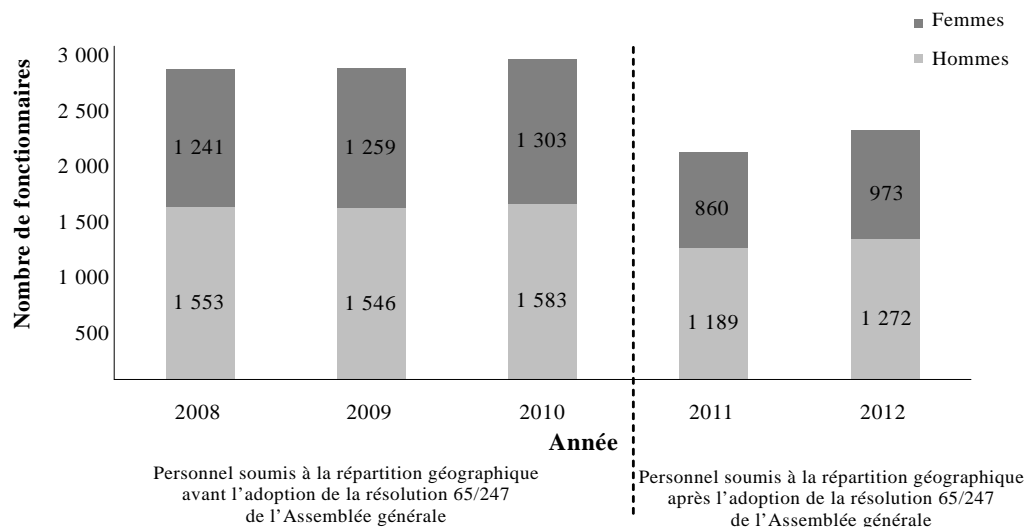 Femmes
Hommes
Nombre de fonctionnaires
3 000
2 500
2 000
1 500
1 000
500
1 241
1 259
1 303
860
973
1 553
1 546
1 583
1 189
1 272
2008
2009
2010
2011
2012
Année
Personnel soumis à la répartition géographique
avant l’adoption de la résolution 65/247
de l’Assemblée générale
Personnel soumis à la répartition géographique
après l’adoption de la résolution 65/247
de l’Assemblée générale